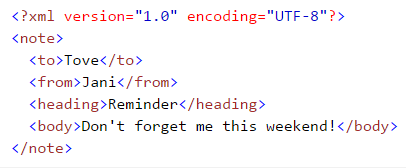 <?xml version="1.0" encoding="UTF-8"?>
<note>
  <to>Tove</to>
  <from>Jani</from>
  <heading>Reminder</heading>
  <body>Don't forget me this weekend!</body>
</note>